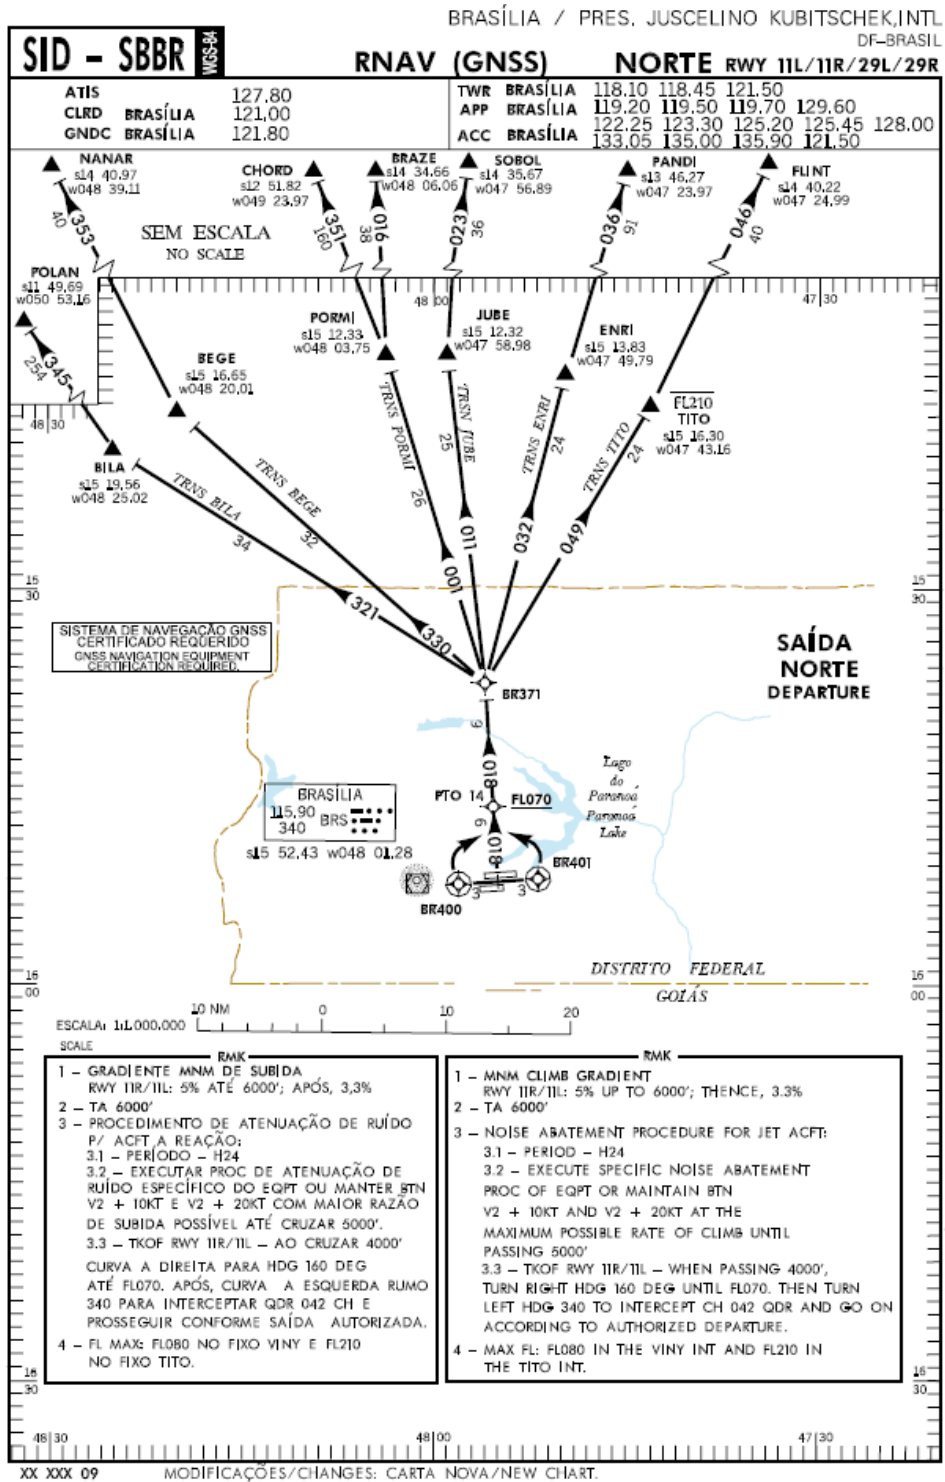 BRASÍLIA / PRES. JUSCELINO KUBITSCHEK,INTL
DF-BRASIL
SID - SBBR WGS-84 RNAV (GNSS) NORTE RWY 11L/11R/29L/29R
ATIS 127.80
CLRD BRASÍLIA 121,00
GNDC BRASÍLIA 121.80
TWR BRASÍLIA 118.10 118.45 121.50
APP BRASÍLIA 119.20 119.50 119.70 129.60
ACC BRASÍLIA 122.25 123.30 125.20 125.45 128.00
133.05 135.00 135.90 121.50
NANAR
s14 40.97
w048 39.11
CHORD
s12 51.82
w049 23.97
BRAZE
s14 34.66
w048 06.06
SOBOL
s14 35.67
w047 56.89
PANDI
s13 46.27
w047 23.97
FLINT
s14 40.22
w047 24.99
353
40
351
160
016
38
023
36
036
91
046
40
SEM ESCALA
NO SCALE
POLAN
s11 49,69
w050 53,16
345
254
48 00
47 30
48 30
PORMI
s15 12.33
w048 03.75
JUBE
s15 12.32
w047 58.98
ENRI
s15 13.83
w047 49.79
BEGE
s15 16.65
w048 20,01
FL210
TITO
s15 16.30
w047 43.16
BILA
s15 19,56
w048 25.02
TRNS BILA
34
321
TRNS BEGE
32
330
TRNS PORMI
26
001
TRSN JUBE
25
011
TRNS ENRI
24
032
TRNS TITO
24
049
15
30
15
30
SISTEMA DE NAVEGAÇÃO GNSS
CERTIFICADO REQUERIDO
GNSS NAVIGATION EQUIPMENT
CERTIFICATION REQUIRED.
SAÍDA
NORTE
DEPARTURE
BR371
9
018
PTO 14
FL070
9
018
Lago
do
Paranoá
Paranoá
Lake
BRASÍLIA
115,90
340 BRS
s15 52,43 w048 01.28
BR401
BR400
3
3
DISTRITO FEDERAL
GOIÁS
16
00
16
00
10 NM 0 10 20
ESCALA: 1:1.000.000
SCALE
RMK
1 - GRADIENTE MNM DE SUBIDA
RWY 11R/11L: 5% ATÉ 6000'; APÓS, 3,3%
2 - TA 6000'
3 - PROCEDIMENTO DE ATENUAÇÃO DE RUÍDO
P/ ACFT A REAÇÃO:
3.1 - PERÍODO - H24
3.2 - EXECUTAR PROC DE ATENUAÇÃO DE
RUÍDO ESPECÍFICO DO EQPT OU MANTER BTN
V2 + 10KT E V2 + 20KT COM MAIOR RAZÃO
DE SUBIDA POSSÍVEL ATÉ CRUZAR 5000'.
3.3 - TKOF RWY 11R/11L - AO CRUZAR 4000'
CURVA A DIREITA PARA HDG 160 DEG
ATÉ FL070. APÓS, CURVA A ESQUERDA RUMO
340 PARA INTERCEPTAR QDR 042 CH E
PROSSEGUIR CONFORME SAÍDA AUTORIZADA.
4 - FL MAX: FL080 NO FIXO VINY E FL210
NO FIXO TITO.
RMK
1 - MNM CLIMB GRADIENT
RWY 11R/11L: 5% UP TO 6000'; THENCE, 3.3%
2 - TA 6000'
3 - NOISE ABATEMENT PROCEDURE FOR JET ACFT:
3.1 - PERIOD - H24
3.2 - EXECUTE SPECIFIC NOISE ABATEMENT
PROC OF EQPT OR MAINTAIN BTN
V2 + 10KT AND V2 + 20KT AT THE
MAXIMUM POSSIBLE RATE OF CLIMB UNTIL
PASSING 5000'
3.3 - TKOF RWY 11R/11L - WHEN PASSING 4000',
TURN RIGHT HDG 160 DEG UNTIL FL070. THEN TURN
LEFT HDG 340 TO INTERCEPT CH 042 QDR AND GO ON
ACCORDING TO AUTHORIZED DEPARTURE.
4 - MAX FL: FL080 IN THE VINY INT AND FL210 IN
THE TITO INT.
16
30
16
30
48 30
48 00
47 30
XX XXX 09 MODIFICAÇÕES/CHANGES: CARTA NOVA/NEW CHART.